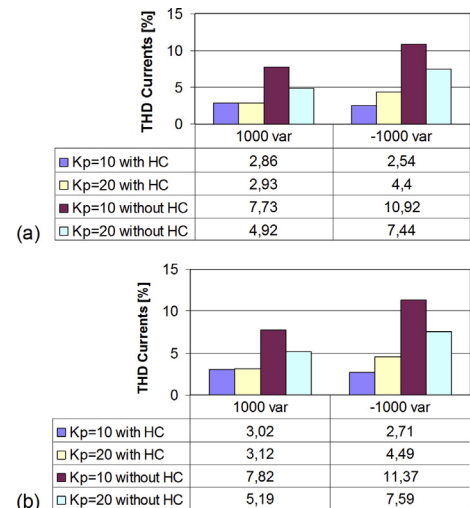 THD Currents [%]
15
10
5
0
1000 var -1000 var
Kp=10 with HC 2,86 2,54
Kp=20 with HC 2,93 4,4
Kp=10 without HC 7,73 10,92
Kp=20 without HC 4,92 7,44
(a)
THD Currents [%]
15
10
5
0
1000 var -1000 var
Kp=10 with HC 3,02 2,71
Kp=20 with HC 3,12 4,49
Kp=10 without HC 7,82 11,37
Kp=20 without HC 5,19 7,59
(b)